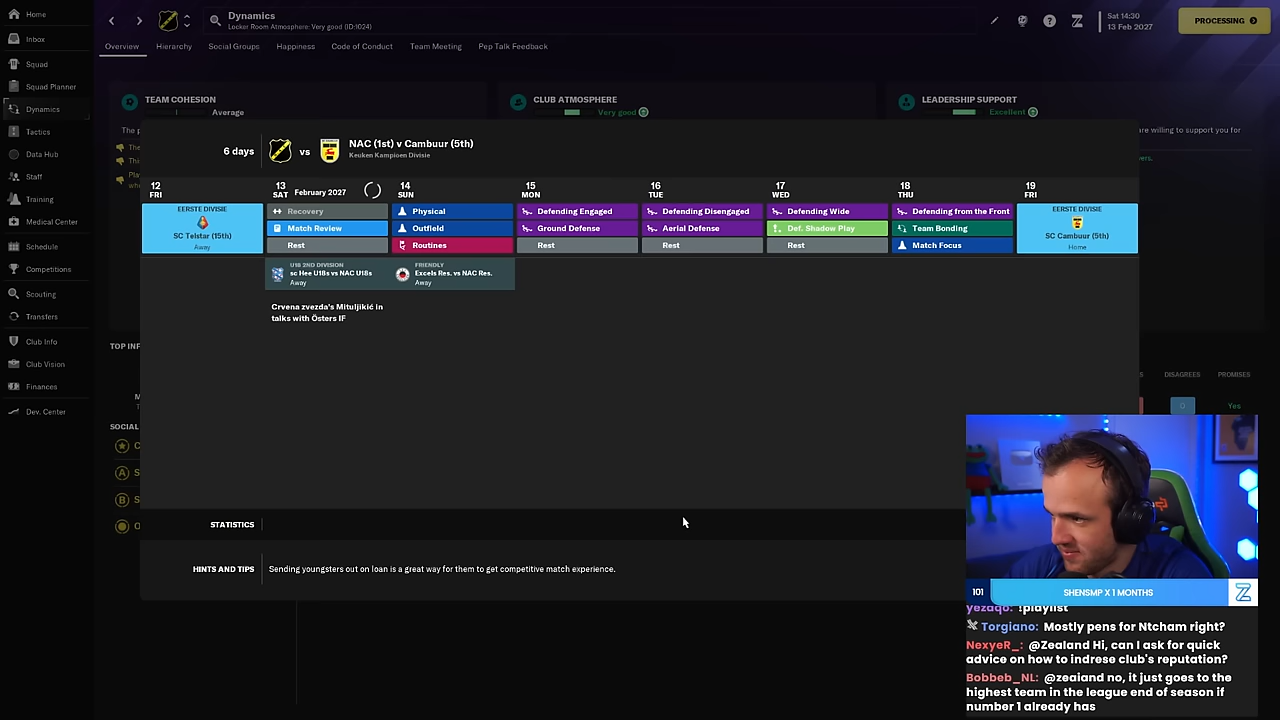 Home
Inbox
Squad
Squad Planner
Dynamics
Tactics
Data Hub
Staff
Training
Medical Center
Schedule
Competitions
Scouting
Transfers
Club Info
Club Vision
Finances
Dev. Center
Dynamics
Locker Room Atmosphere: Very good (ID:1024)
Sat 14:30
13 Feb 2027
PROCESSING
Overview
Hierarchy
Social Groups
Happiness
Code of Conduct
Team Meeting
Pep Talk Feedback
TEAM COHESION
Average
CLUB ATMOSPHERE
Very good
LEADERSHIP SUPPORT
Excellent
are willing to support you for
6 days
vs
NAC (1st) v Cambuur (5th)
Keuken Kampioen Divisie
12
FRI
13
SAT
February 2027
14
SUN
15
MON
16
TUE
17
WED
18
THU
19
FRI
EERSTE DIVISIE
SC Telstar (15th)
Away
Recovery
Match Review
Rest
Physical
Outfield
Routines
Defending Engaged
Ground Defense
Rest
Defending Disengaged
Aerial Defense
Rest
Defending Wide
Def. Shadow Play
Rest
Defending from the Front
Team Bonding
Match Focus
EERSTE DIVISIE
SC Cambuur (5th)
Home
U18 2ND DIVISION
sc Hee U18s vs NAC U18s
Away
FRIENDLY
Excels Res. vs NAC Res.
Away
Crvena zvezda's Mituljikić in
talks with Östers IF
DISAGREES
PROMISES
0
Yes
STATISTICS
HINTS AND TIPS
Sending youngsters out on loan is a great way for them to get competitive match experience.
101
SHENSMP X 1 MONTHS
yezaqo: !playlist
Torgiano: Mostly pens for Ntcham right?
NexyeR_: @Zealand Hi, can I ask for quick
advice on how to indrese club's reputation?
Bobbeb_NL: @zealand no, it just goes to the
highest team in the league end of season if
number 1 already has